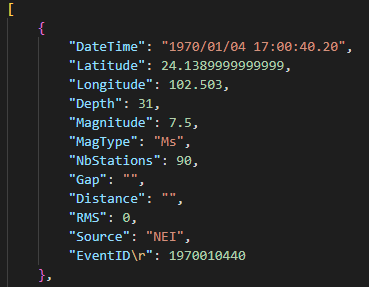 [
{
"DateTime": "1970/01/04 17:00:40.20",
"Latitude": 24.1389999999999,
"Longitude": 102.503,
"Depth": 31,
"Magnitude": 7.5,
"MagType": "Ms",
"NbStations": 90,
"Gap": "",
"Distance": "",
"RMS": 0,
"Source": "NEI",
"EventID\r": 1970010440
},